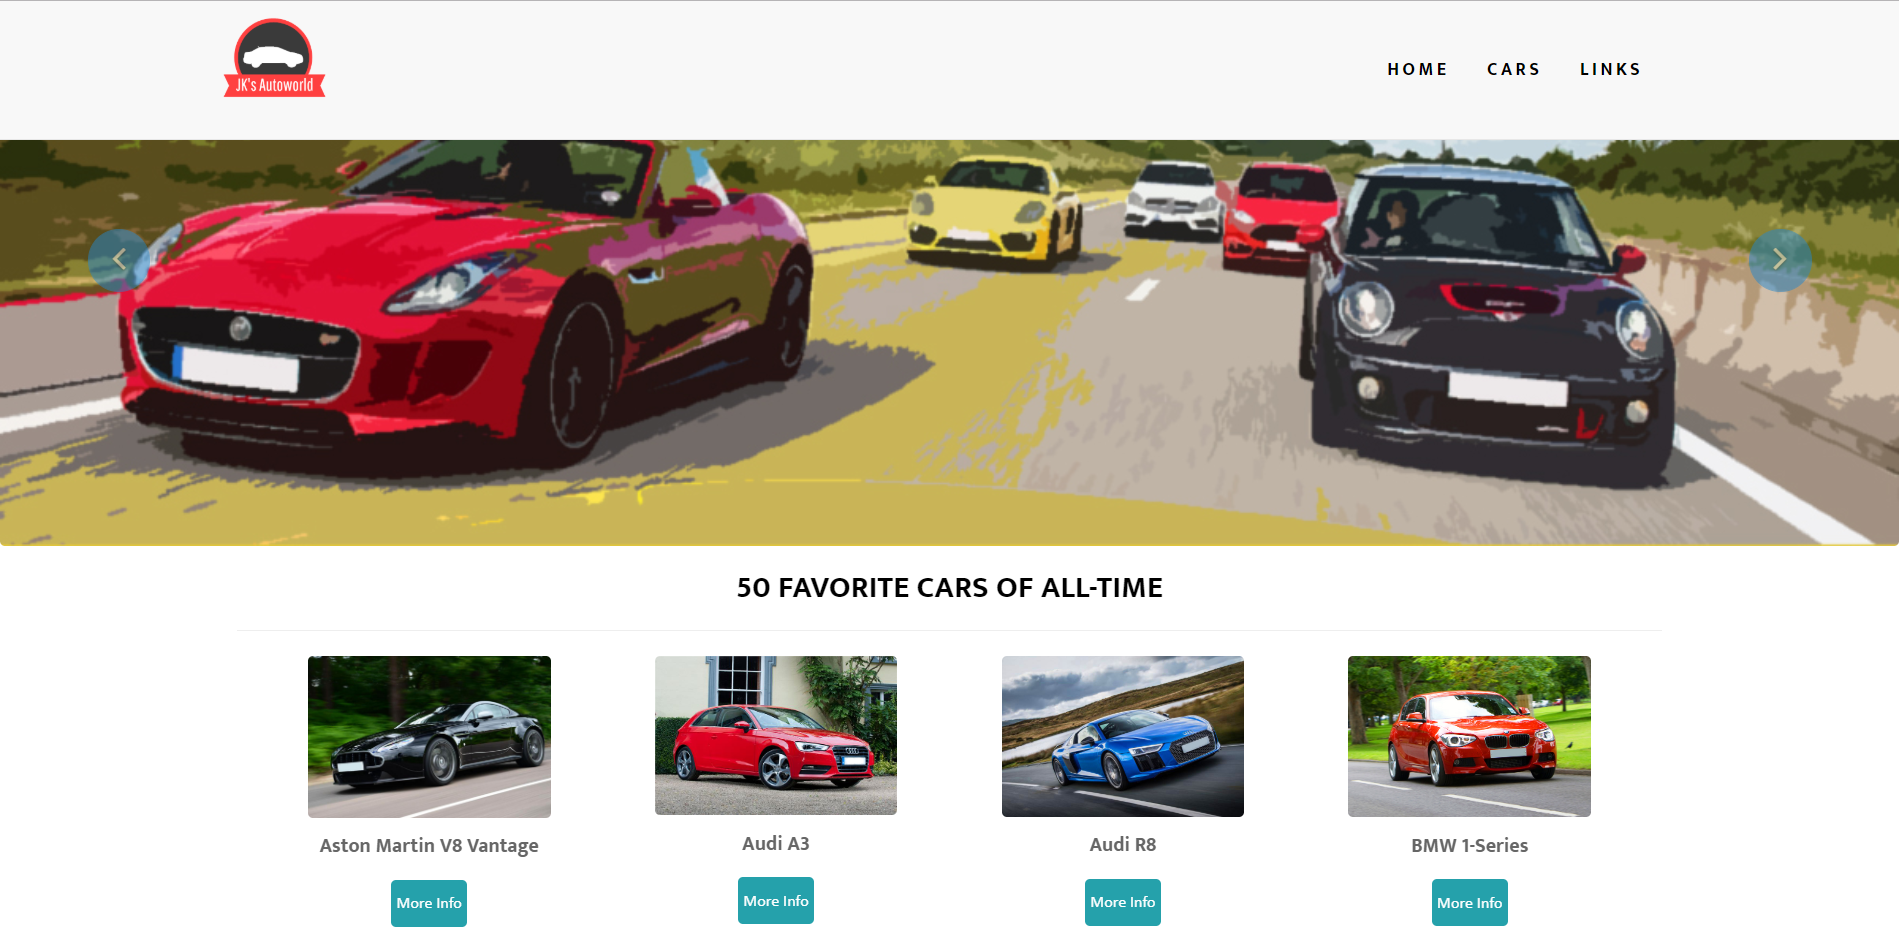 JK's Autoworld
HOME CARS LINKS
50 FAVORITE CARS OF ALL-TIME
Aston Martin V8 Vantage
Audi A3
Audi R8
BMW 1-Series
More Info
More Info
More Info
More Info